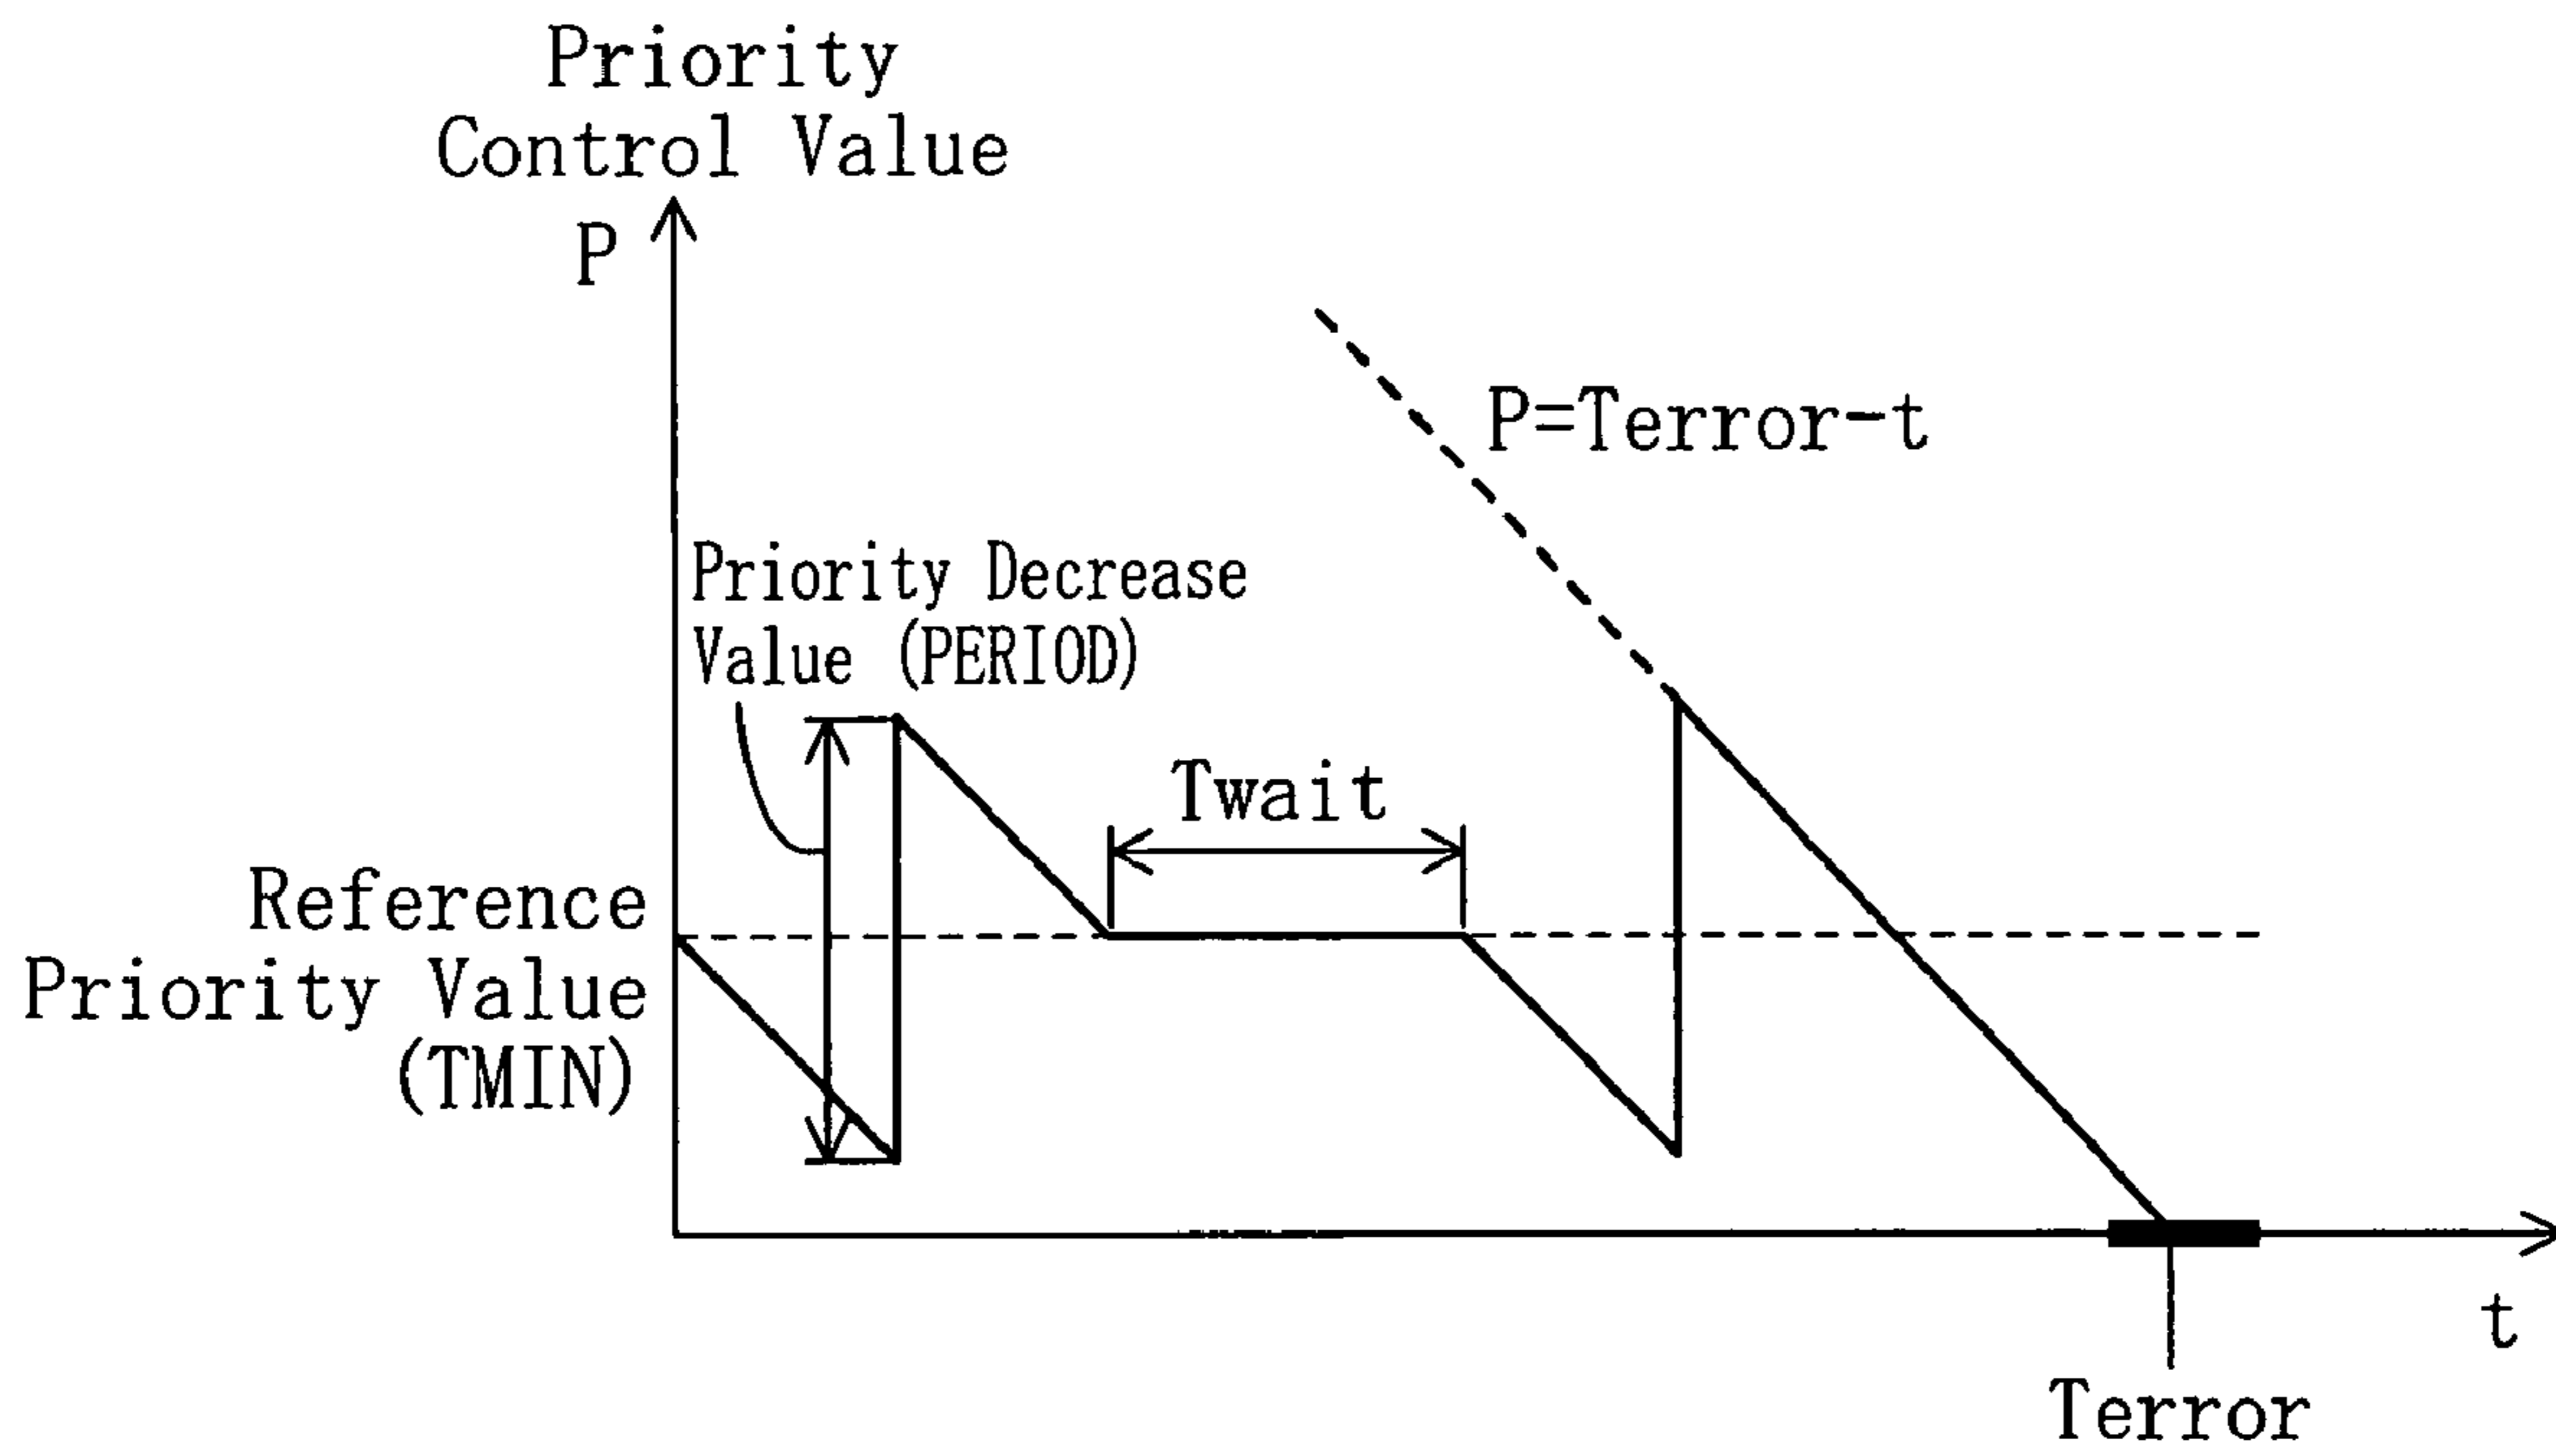 Priority
Control Value
P
P=Terror-t
Priority Decrease
Value (PERIOD)
Twait
Reference
Priority Value
(TMIN)
t
Terror